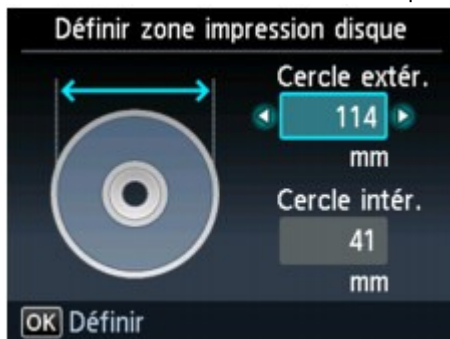 Définir zone impression disque
Cercle extér.
114
mm
Cercle intér.
41
mm
OK Définir